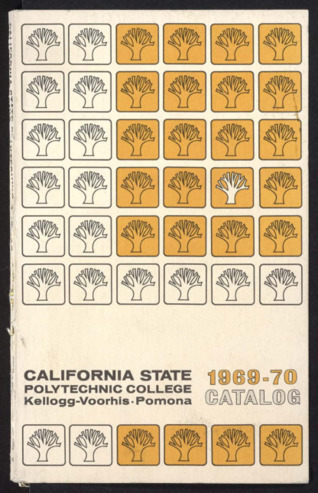 CALIFORNIA STATE
POLYTECHNIC COLLEGE
Kellogg-Voorhis·Pomona
1969-70
CATALOG